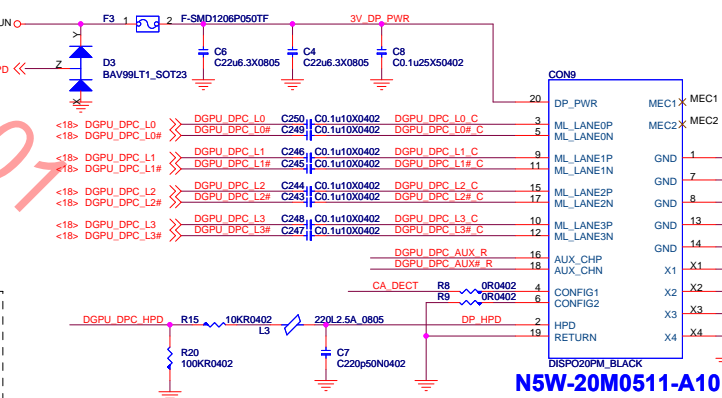 UN F3 1 2 F-SMD1206P050TF 3V_DP_PWR
Y
PD Z D3 C6 C4 C8
BAV99LT1_SOT23 C22u6.3X0805 C22u6.3X0805 C0.1u25X50402
X
CON9
20 DP_PWR MEC1 MEC1
<18> DGPU_DPC_L0 DGPU_DPC_L0 C250 C0.1u10X0402 DGPU_DPC_L0_C 3 ML_LANE0P MEC2 MEC2
<18> DGPU_DPC_L0# DGPU_DPC_L0# C249 C0.1u10X0402 DGPU_DPC_L0#_C 5 ML_LANE0N
<18> DGPU_DPC_L1 DGPU_DPC_L1 C246 C0.1u10X0402 DGPU_DPC_L1_C 9 ML_LANE1P GND 1
<18> DGPU_DPC_L1# DGPU_DPC_L1# C245 C0.1u10X0402 DGPU_DPC_L1#_C 11 ML_LANE1N
GND 7
<18> DGPU_DPC_L2 DGPU_DPC_L2 C244 C0.1u10X0402 DGPU_DPC_L2_C 15 ML_LANE2P
<18> DGPU_DPC_L2# DGPU_DPC_L2# C243 C0.1u10X0402 DGPU_DPC_L2#_C 17 ML_LANE2N GND 8
<18> DGPU_DPC_L3 DGPU_DPC_L3 C248 C0.1u10X0402 DGPU_DPC_L3_C 10 ML_LANE3P GND 13
<18> DGPU_DPC_L3# DGPU_DPC_L3# C247 C0.1u10X0402 DGPU_DPC_L3#_C 12 ML_LANE3N
GND 14
DGPU_DPC_AUX_R 16 AUX_CHP
DGPU_DPC_AUX#_R 18 AUX_CHN X1 X1
CA_DECT R8 0R0402 4 CONFIG1 X2 X2
R9 0R0402 6 CONFIG2
X3 X3
DGPU_DPC_HPD R15 10KR0402 220L2.5A_0805 DP_HPD 2 HPD
L3 19 RETURN X4 X4
R20 C7
100KR0402 C220p50N0402
DISPO20PM_BLACK
N5W-20M0511-A10
01